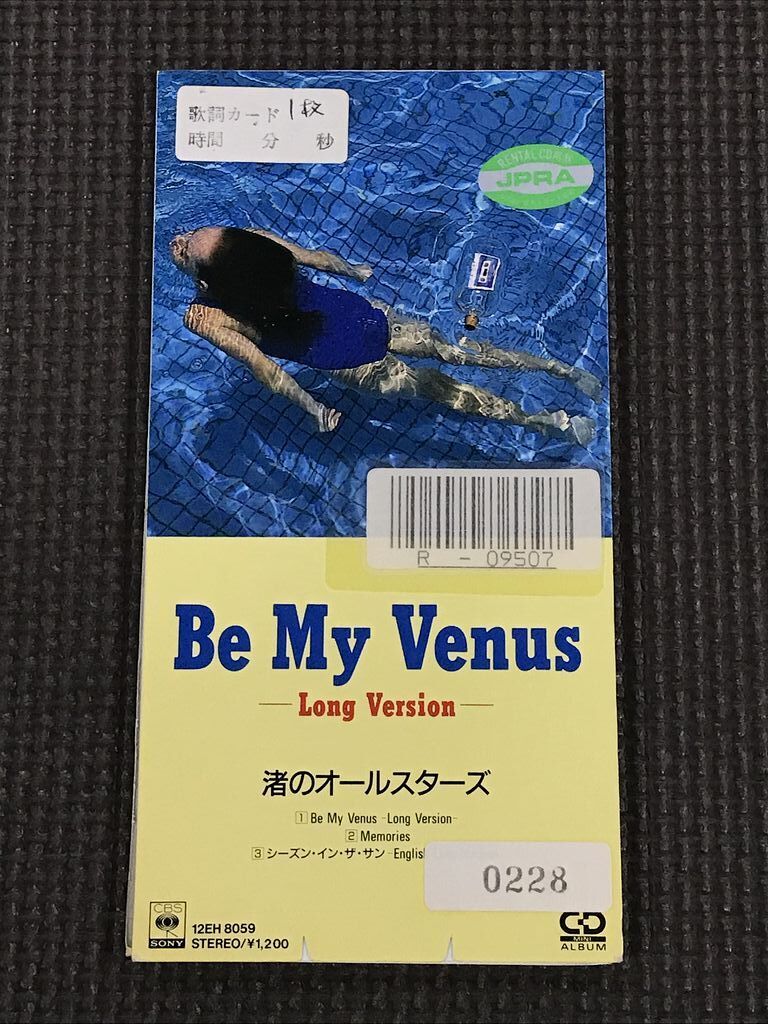 歌詞カード 1枚
時間 分 秒
RENTAL
JPRA
R - 09507
Be My Venus
Long Version
渚のオールスターズ
1 Be My Venus -Long Version-
2 Memories
3 シーズン・イン・ザ・サン -Englis
0228
CBS
SONY
12EH 8059
STEREO/¥1,200
CD
MINI
ALBUM